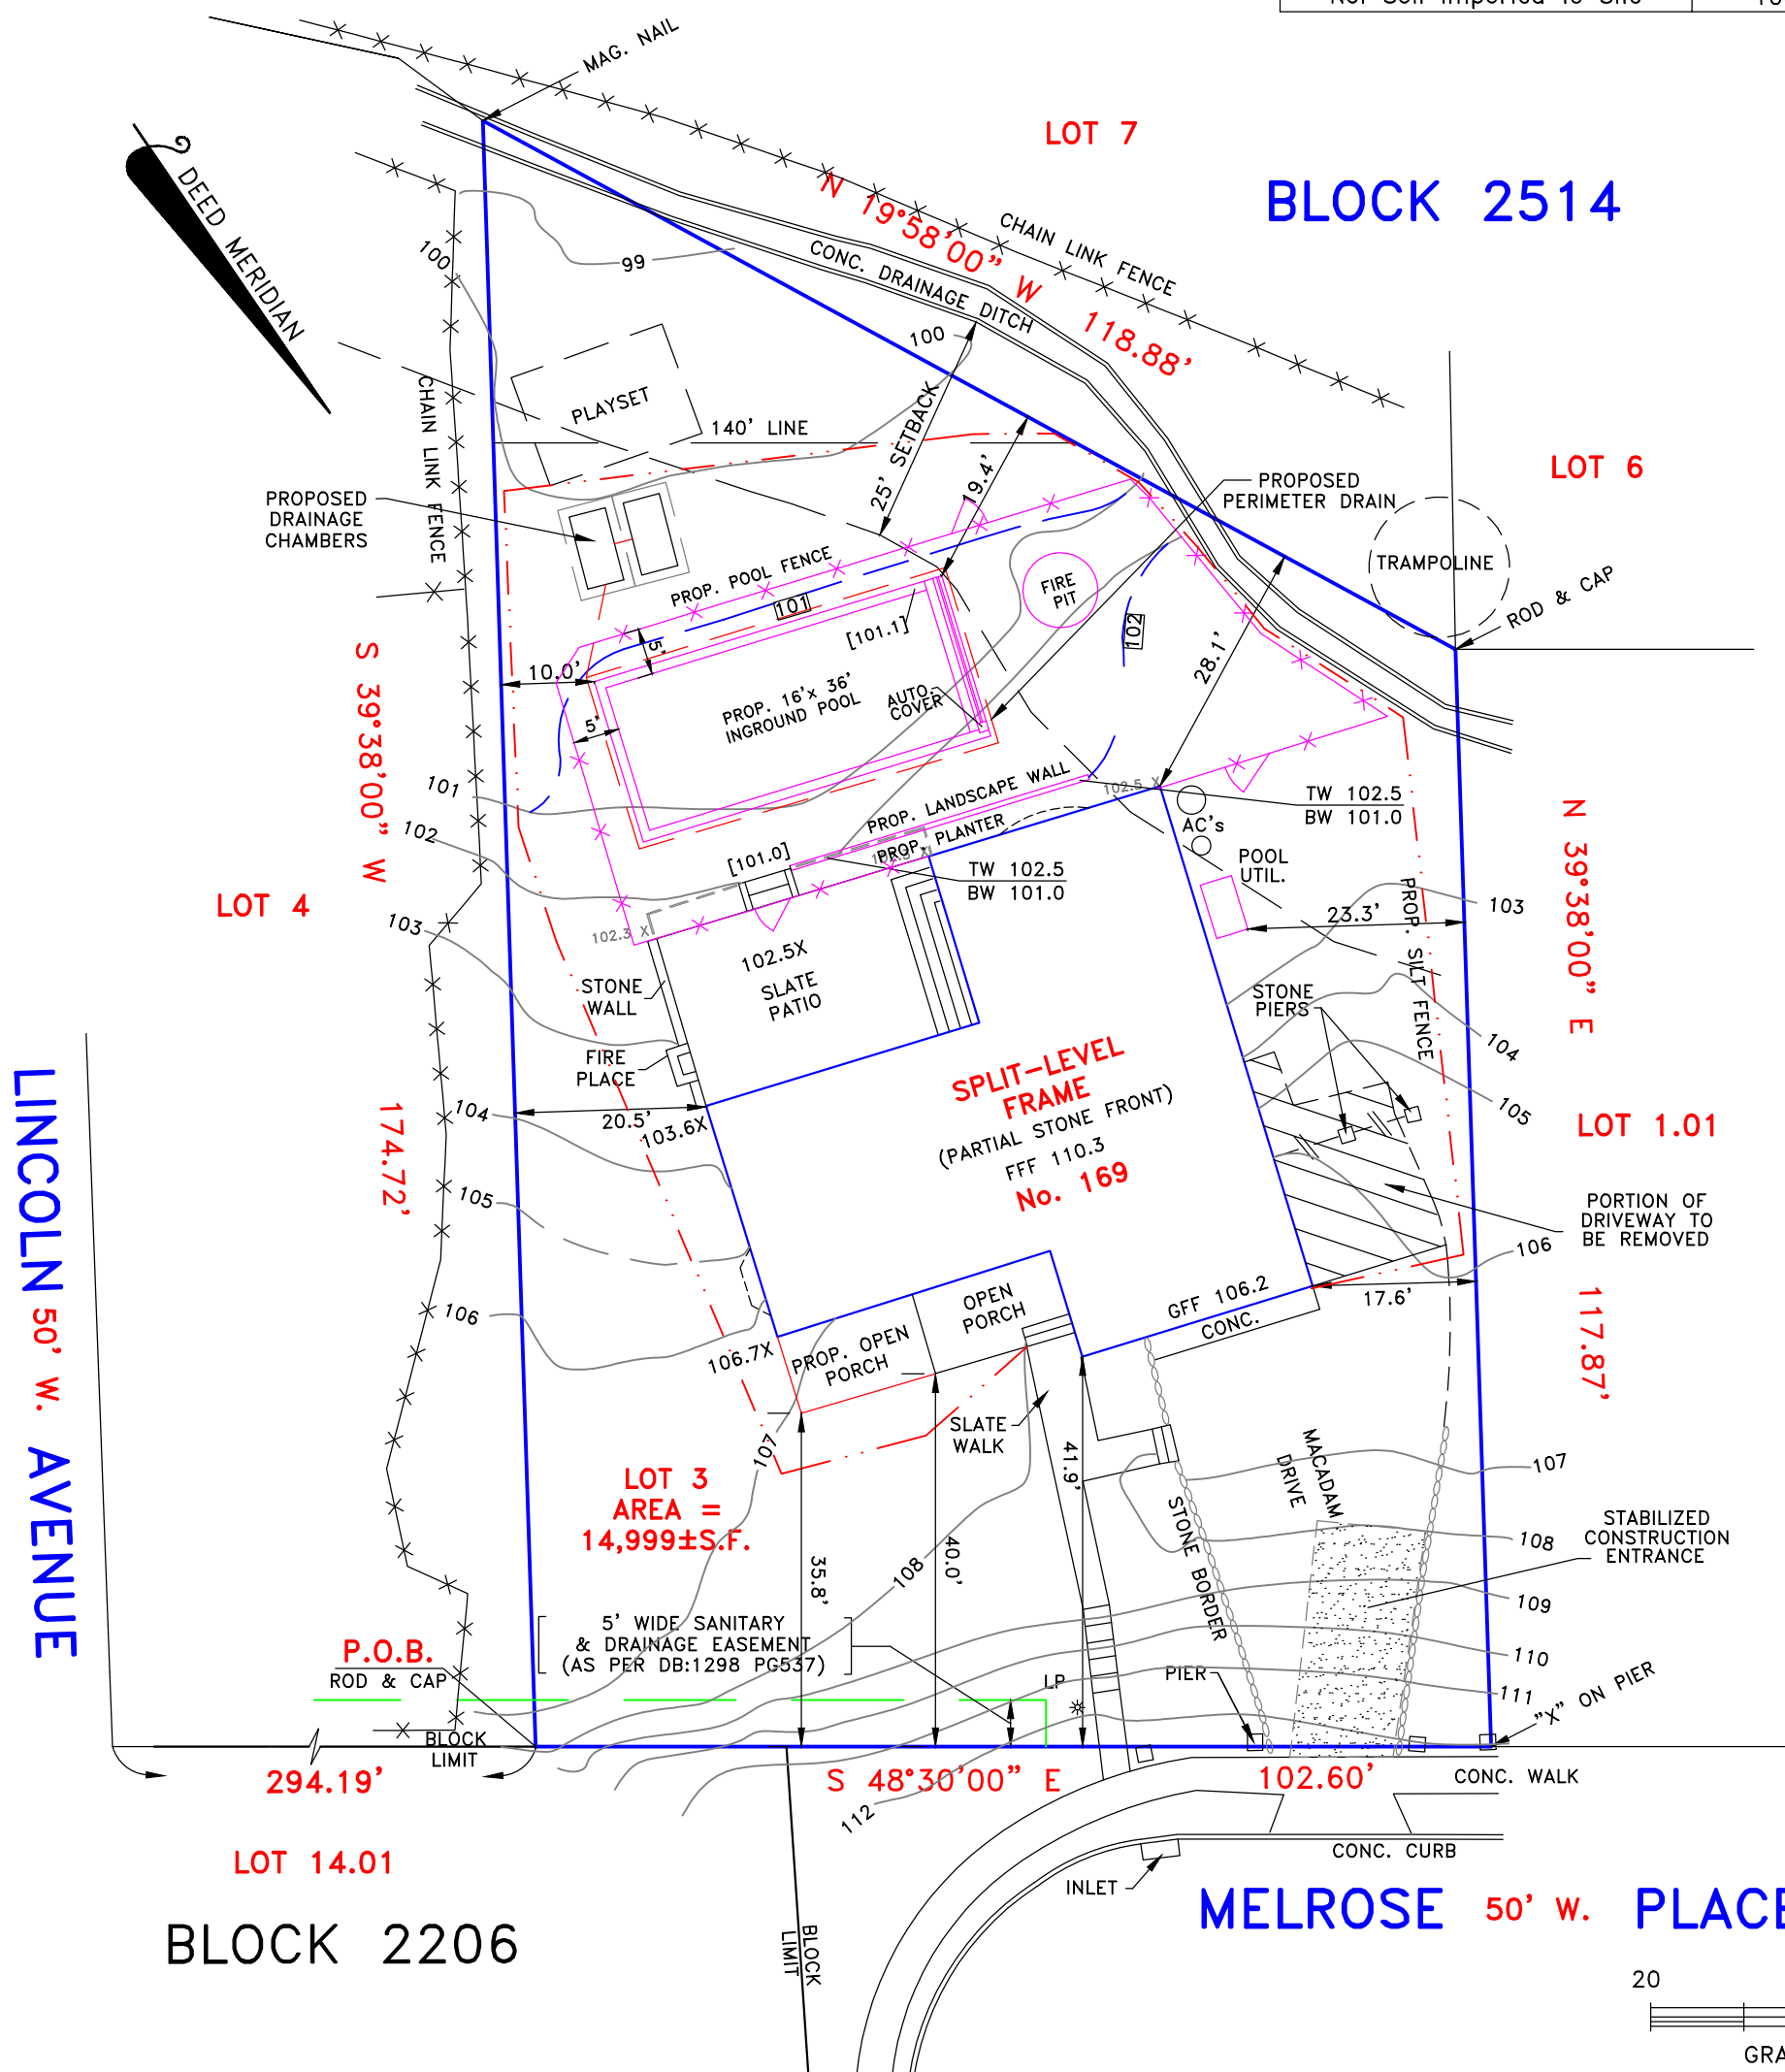 MAG. NAIL
LOT 7
BLOCK 2514
DEED MERIDIAN
N 19°58'00" W
118.88'
CHAIN LINK FENCE
CONC. DRAINAGE DITCH
99
100
100
CHAIN LINK FENCE
PLAYSET
140' LINE
25' SETBACK
19.4'
LOT 6
PROPOSED
PERIMETER DRAIN
TRAMPOLINE
ROD & CAP
PROPOSED
DRAINAGE
CHAMBERS
PROP. POOL FENCE
101
[101.1]
FIRE
PIT
102
28.1'
10.0'
5'
5'
PROP. 16'x 36'
INGROUND POOL
AUTO.
COVER
S 39°38'00" W
174.72'
101
102
103
LOT 4
PROP. LANDSCAPE WALL
102.5 X
PROP. PLANTER
102.5 X
[101.0]
TW 102.5
BW 101.0
TW 102.5
BW 101.0
AC's
POOL
UTIL.
23.3'
PROP. SILT FENCE
103
N 39°38'00" E
117.87'
102.3 X
102.5X
SLATE
PATIO
STONE
WALL
FIRE
PLACE
20.5'
103.6X
104
105
106
STONE
PIERS
104
105
LOT 1.01
SPLIT-LEVEL
FRAME
(PARTIAL STONE FRONT)
FFF 110.3
No. 169
PORTION OF
DRIVEWAY TO
BE REMOVED
106
17.6'
GFF 106.2
CONC.
OPEN
PORCH
PROP. OPEN
PORCH
106.7X
LINCOLN 50' W. AVENUE
SLATE
WALK
41.9'
40.0'
35.8'
107
108
LOT 3
AREA =
14,999±S.F.
MACADAM
DRIVE
STONE BORDER
107
108
109
110
111
112
STABILIZED
CONSTRUCTION
ENTRANCE
5' WIDE SANITARY
& DRAINAGE EASEMENT
(AS PER DB:1298 PG537)
P.O.B.
ROD & CAP
LP
PIER
"X" ON PIER
BLOCK
LIMIT
294.19'
S 48°30'00" E
102.60'
CONC. WALK
CONC. CURB
INLET
LOT 14.01
BLOCK 2206
BLOCK
LIMIT
MELROSE 50' W. PLACE
20